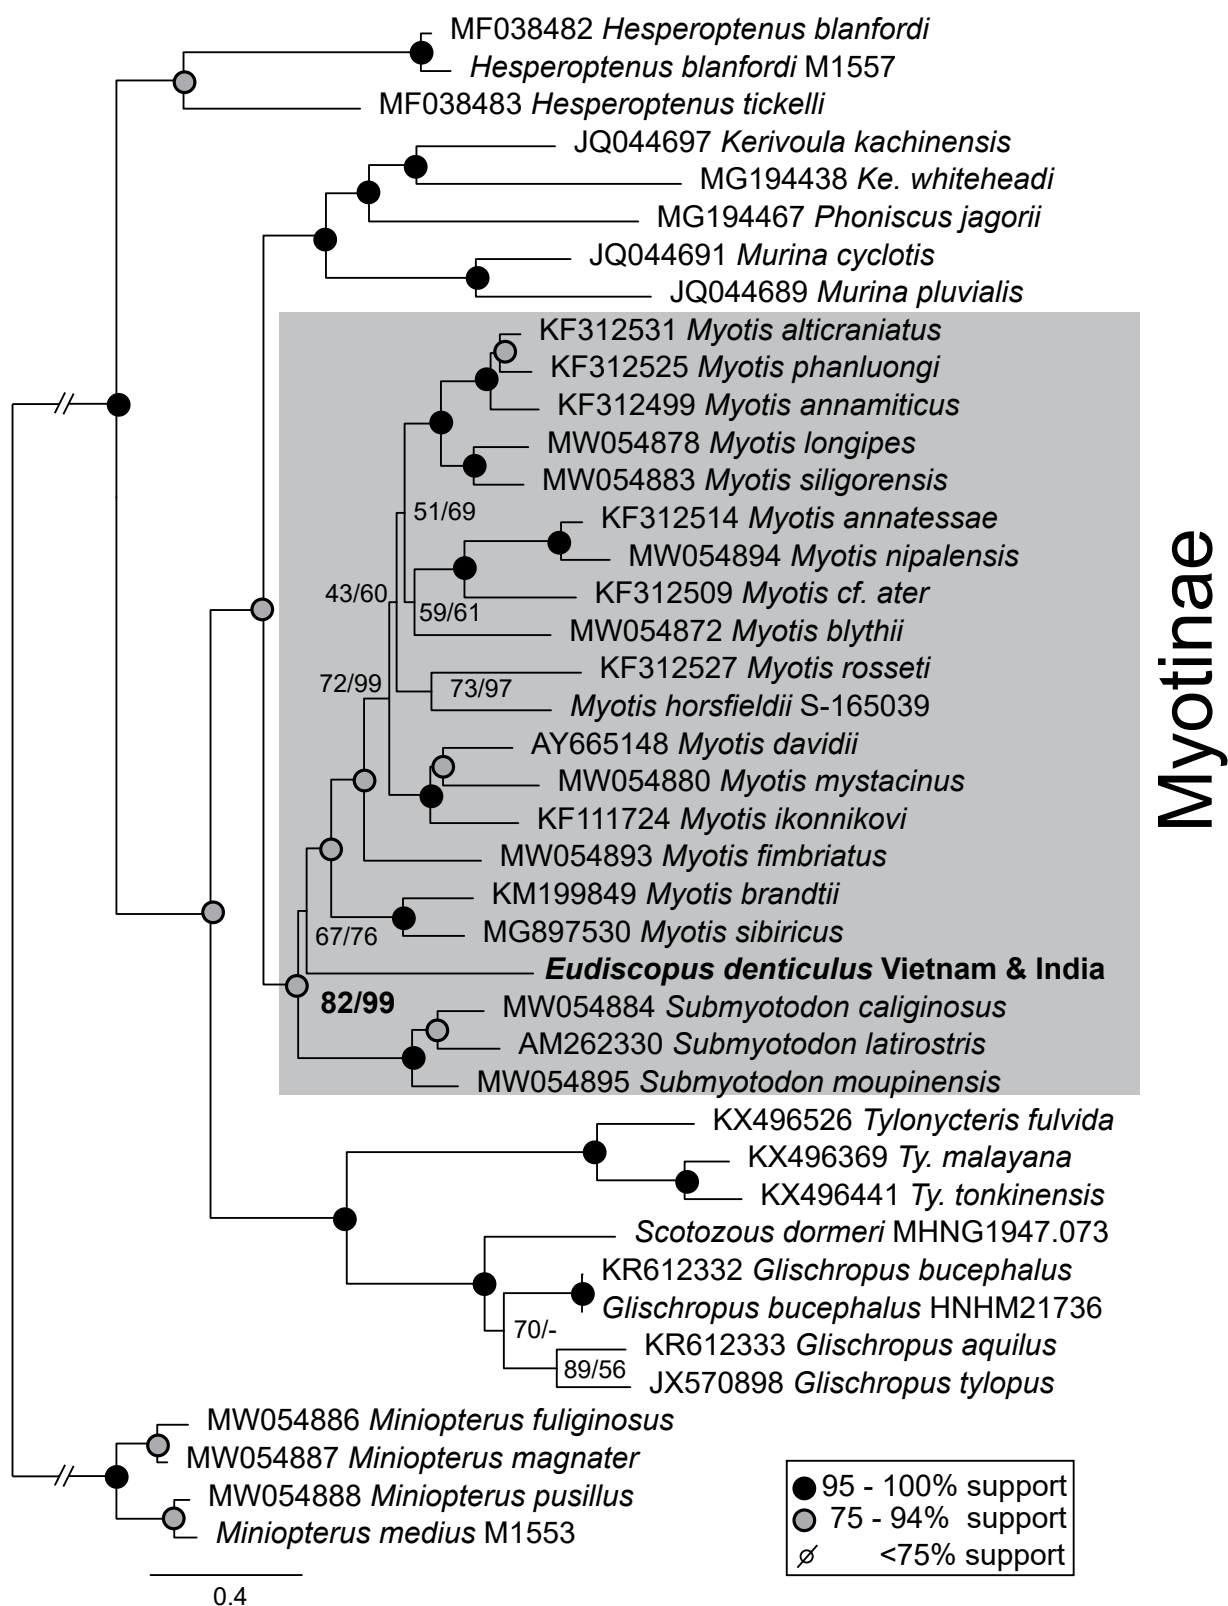 MF038482 Hesperoptenus blanfordi
Hesperoptenus blanfordi M1557
MF038483 Hesperoptenus tickelli
JQ044697 Kerivoula kachinensis
MG194438 Ke. whiteheadi
MG194467 Phoniscus jagorii
JQ044691 Murina cyclotis
JQ044689 Murina pluvialis
KF312531 Myotis alticraniatus
KF312525 Myotis phanluongi
KF312499 Myotis annamiticus
MW054878 Myotis longipes
MW054883 Myotis siligorensis
51/69
KF312514 Myotis annatessae
MW054894 Myotis nipalensis
43/60
KF312509 Myotis cf. ater
59/61
MW054872 Myotis blythii
KF312527 Myotis rosseti
72/99
73/97
Myotis horsfieldii S-165039
AY665148 Myotis davidii
MW054880 Myotis mystacinus
KF111724 Myotis ikonnikovi
MW054893 Myotis fimbriatus
KM199849 Myotis brandtii
MG897530 Myotis sibiricus
67/76
Eudiscopus denticulus Vietnam & India
82/99
MW054884 Submyotodon caliginosus
AM262330 Submyotodon latirostris
MW054895 Submyotodon moupinensis
Myotinae
KX496526 Tylonycteris fulvida
KX496369 Ty. malayana
KX496441 Ty. tonkinensis
Scotozous dormeri MHNG1947.073
KR612332 Glischropus bucephalus
Glischropus bucephalus HNHM21736
70/-
KR612333 Glischropus aquilus
89/56
JX570898 Glischropus tylopus
MW054886 Miniopterus fuliginosus
MW054887 Miniopterus magnater
MW054888 Miniopterus pusillus
Miniopterus medius M1553
95 - 100% support
75 - 94% support
<75% support
0.4